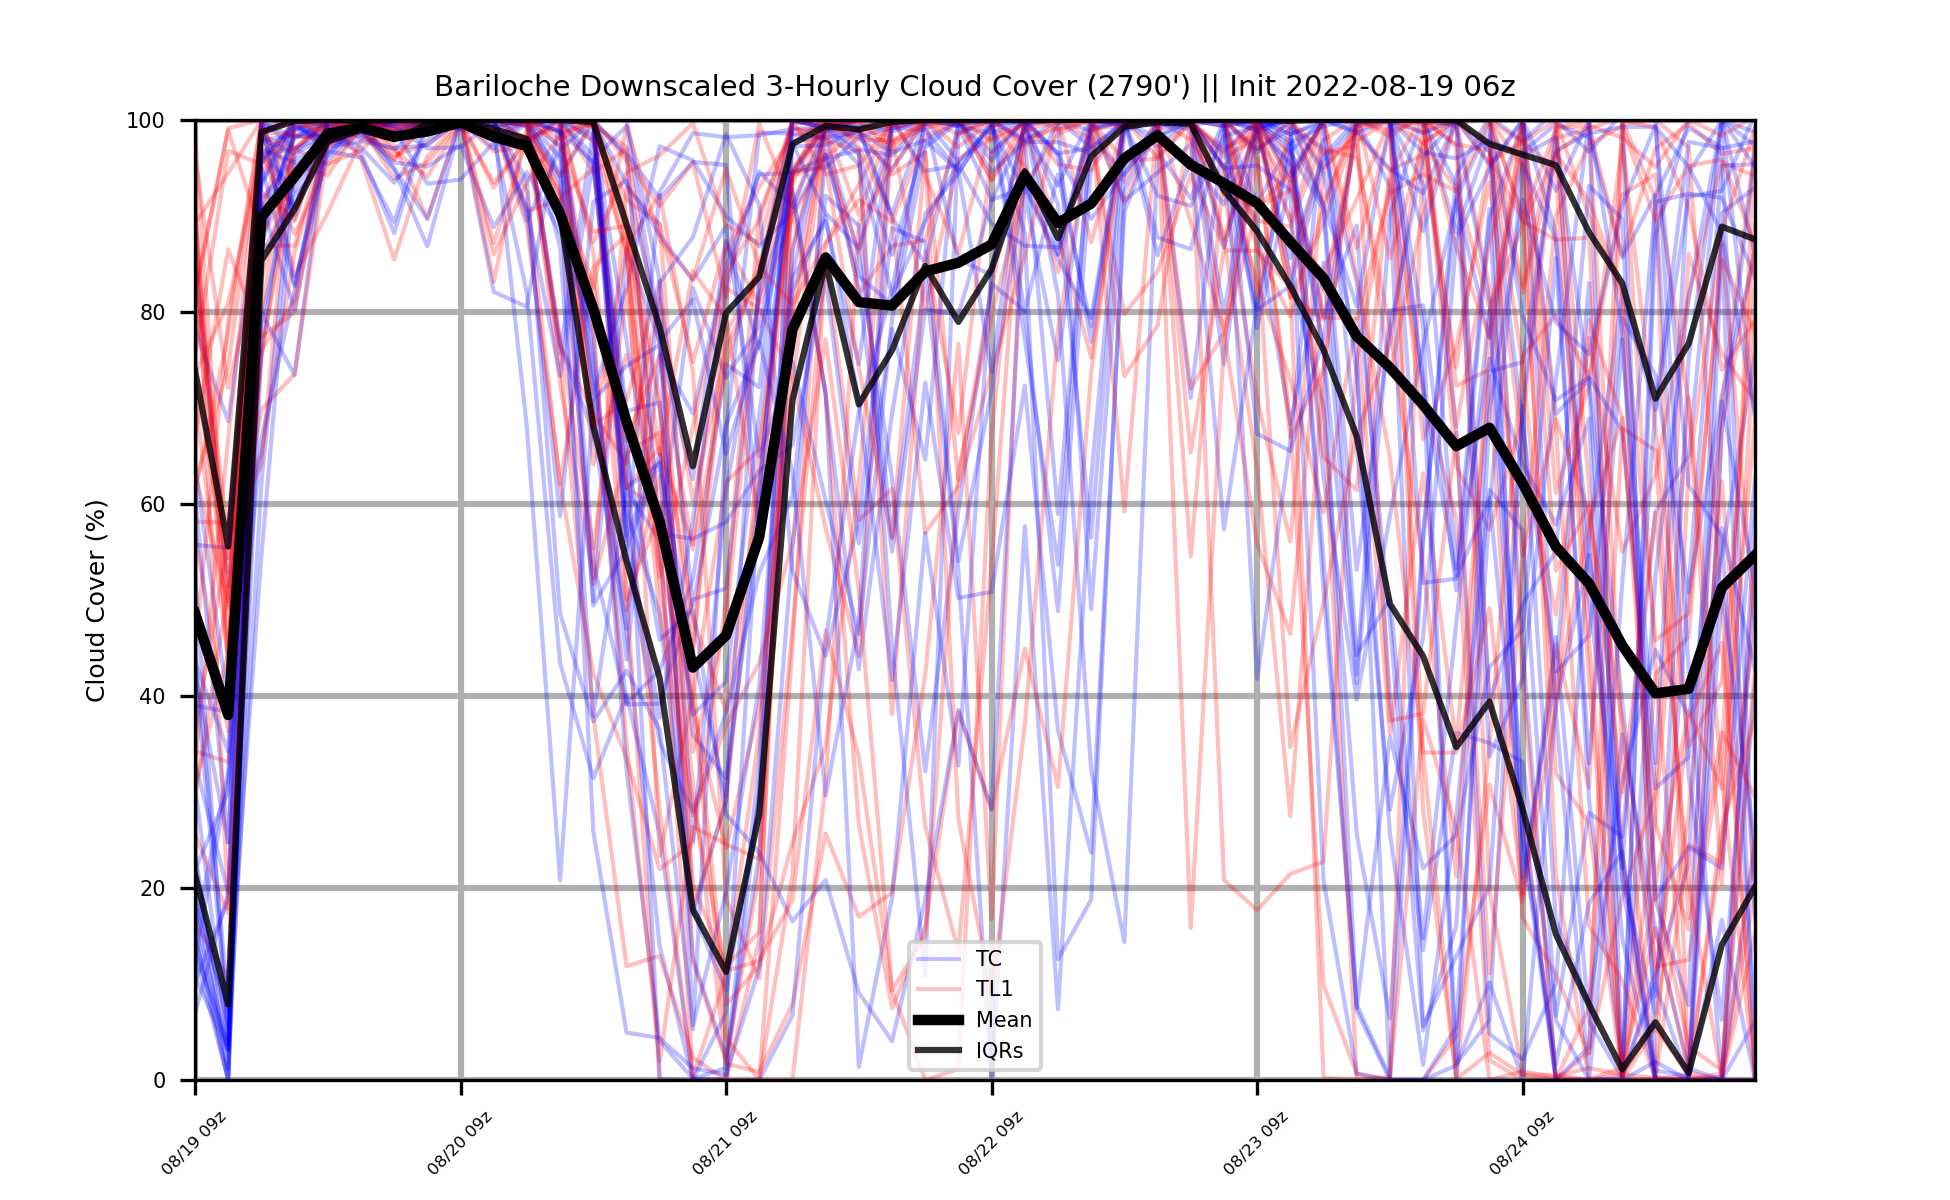 Bariloche Downscaled 3-Hourly Cloud Cover (2790') || Init 2022-08-19 06z
100
80
60
40
20
0
Cloud Cover (%)
TC
TL1
Mean
IQRs
08/19 09z
08/20 09z
08/21 09z
08/22 09z
08/23 09z
08/24 09z